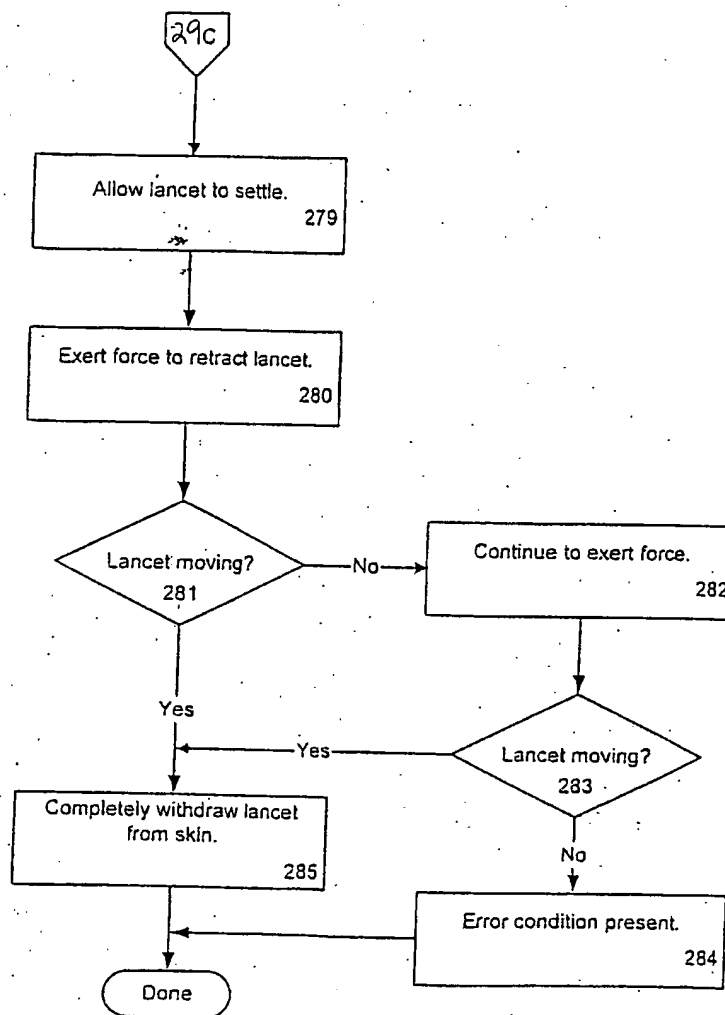 29c
Allow lancet to settle.
279
Exert force to retract lancet.
280
Lancet moving?
281
No
Continue to exert force.
282
Yes
Yes
Lancet moving?
283
Completely withdraw lancet
from skin.
285
No
Error condition present.
284
Done